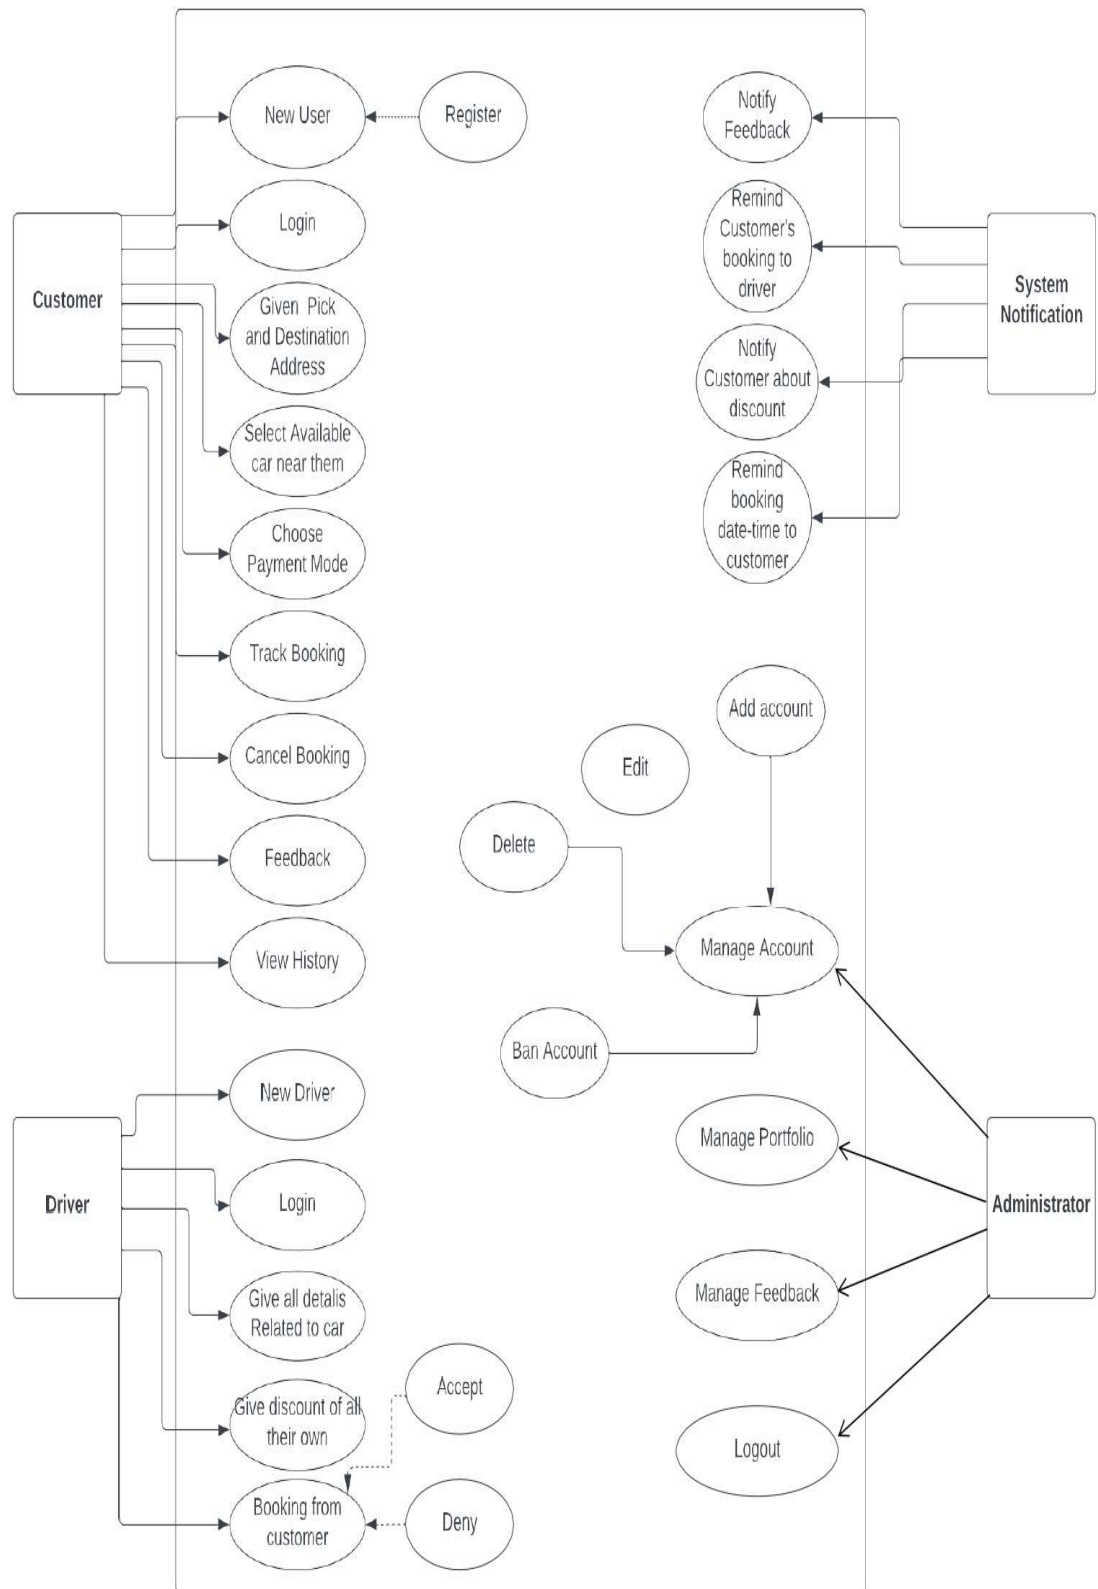 New User
Register
Notify
Feedback
Login
Remind
Customer's
booking to
driver
Customer
System
Notification
Given Pick
and Destination
Address
Notify
Customer about
discount
Select Available
car near them
Remind
booking
date-time to
customer
Choose
Payment Mode
Track Booking
Add account
Cancel Booking
Edit
Delete
Feedback
View History
Manage Account
Ban Account
New Driver
Manage Portfolio
Driver
Login
Administrator
Give all detalis
Related to car
Manage Feedback
Accept
Give discount of all
their own
Logout
Booking from
customer
Deny